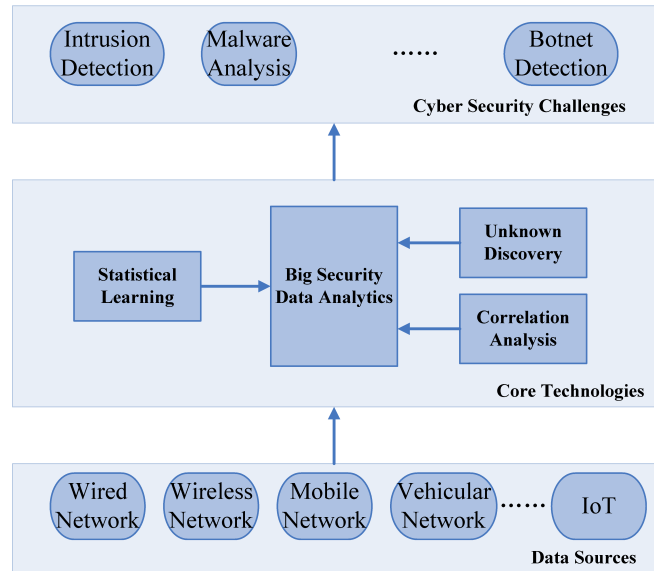 Intrusion
Detection
Malware
Analysis
......
Botnet
Detection
Cyber Security Challenges
Statistical
Learning
Big Security
Data Analytics
Unknown
Discovery
Correlation
Analysis
Core Technologies
Wired
Network
Wireless
Network
Mobile
Network
Vehicular
Network
......
IoT
Data Sources